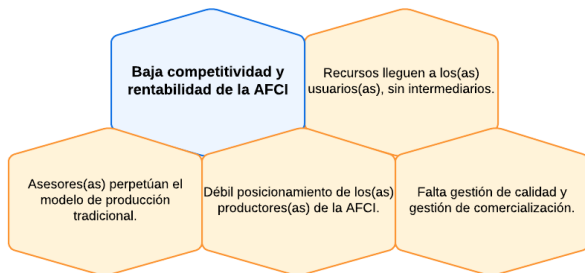 Baja competitividad y
rentabilidad de la AFCI
Recursos lleguen a los(as)
usuarios(as), sin intermediarios.
Asesores(as) perpetúan el
modelo de producción
tradicional.
Débil posicionamiento de los(as)
productores(as) de la AFCI.
Falta gestión de calidad y
gestión de comercialización.